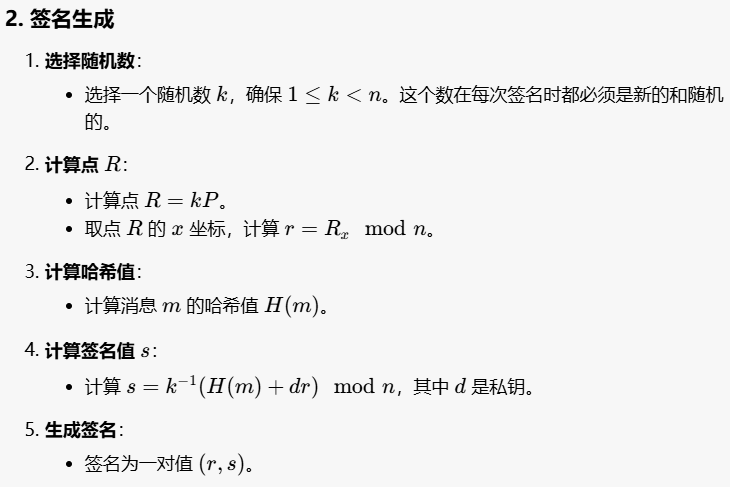 2. 签名生成
1. 选择随机数：
• 选择一个随机数 k，确保 1 ≤ k < n。这个数在每次签名时都必须是新的和随机
的。
2. 计算点 R：
• 计算点 R = kP。
• 取点 R 的 x 坐标，计算 r = Rₓ mod n。
3. 计算哈希值：
• 计算消息 m 的哈希值 H(m)。
4. 计算签名值 s：
• 计算 s = k⁻¹(H(m) + dr) mod n，其中 d 是私钥。
5. 生成签名：
• 签名为一对值 (r, s)。